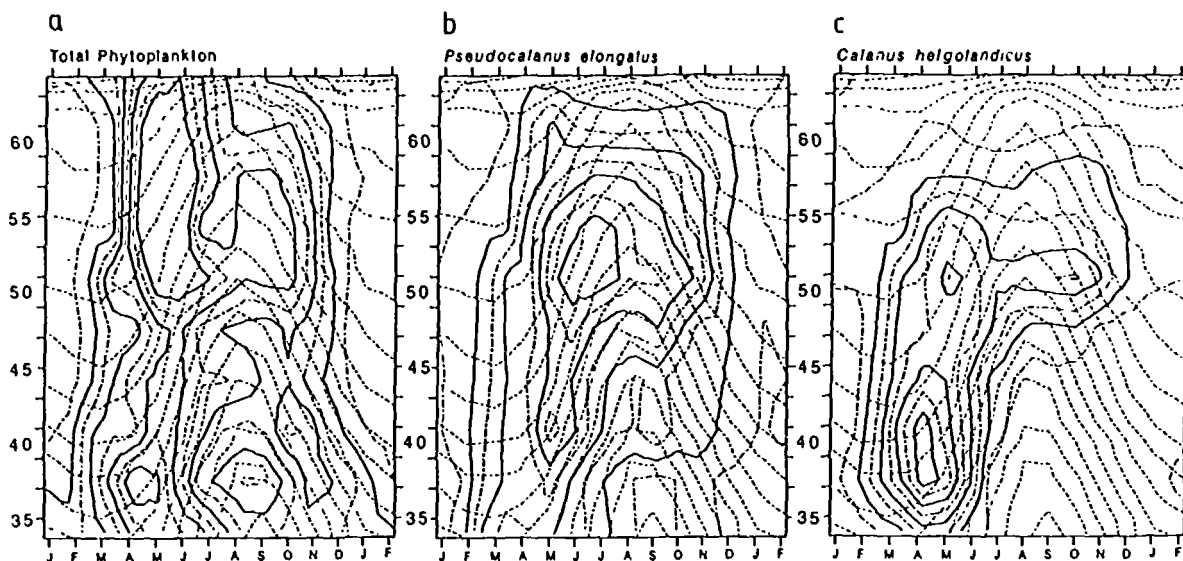 a
b
c
Total Phytoplankton
Pseudocalanus elongatus
Calanus helgolandicus
60
55
50
45
40
35
60
55
50
45
40
35
60
55
50
45
40
35
J F M A M J J A S O N D J F
J F M A M J J A S O N D J F
J F M A M J J A S O N D J F